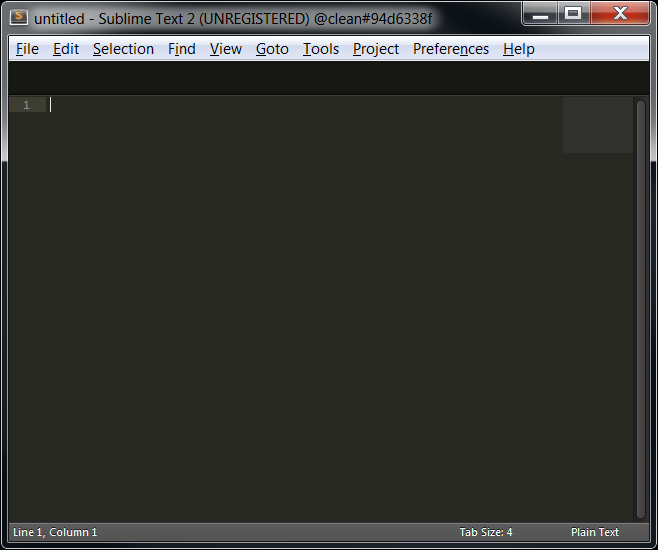 untitled - Sublime Text 2 (UNREGISTERED) @clean#94d6338f
File Edit Selection Find View Goto Tools Project Preferences Help
1
Line 1, Column 1 Tab Size: 4 Plain Text